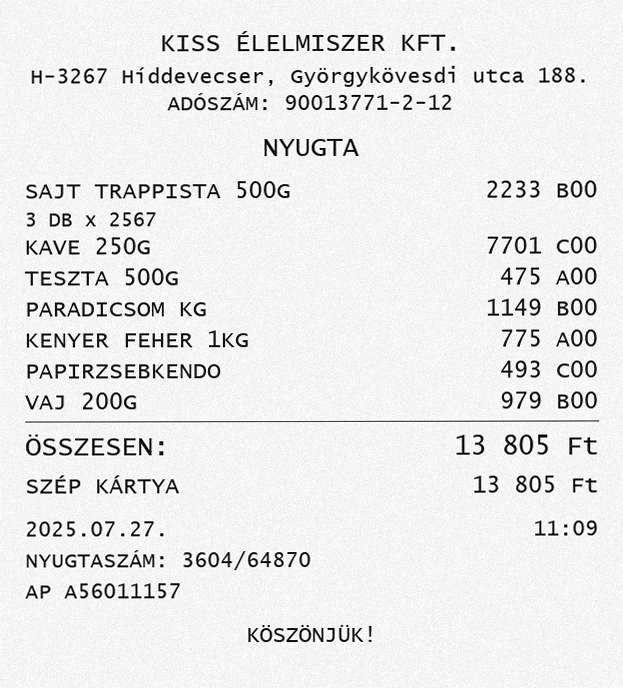 KISS ÉLELMISZER KFT.
H-3267 Híddevecser, Györgykövesdi utca 188.
ADÓSZÁM: 90013771-2-12
NYUGTA
SAJT TRAPPISTA 500G 2233 B00
3 DB x 2567
KAVE 250G 7701 C00
TESZTA 500G 475 A00
PARADICSOM KG 1149 B00
KENYER FEHER 1KG 775 A00
PAPIRZSEBKENDO 493 C00
VAJ 200G 979 B00
ÖSSZESEN: 13 805 Ft
SZÉP KÁRTYA 13 805 Ft
2025.07.27. 11:09
NYUGTASZÁM: 3604/64870
AP A56011157
KÖSZÖNJÜK!